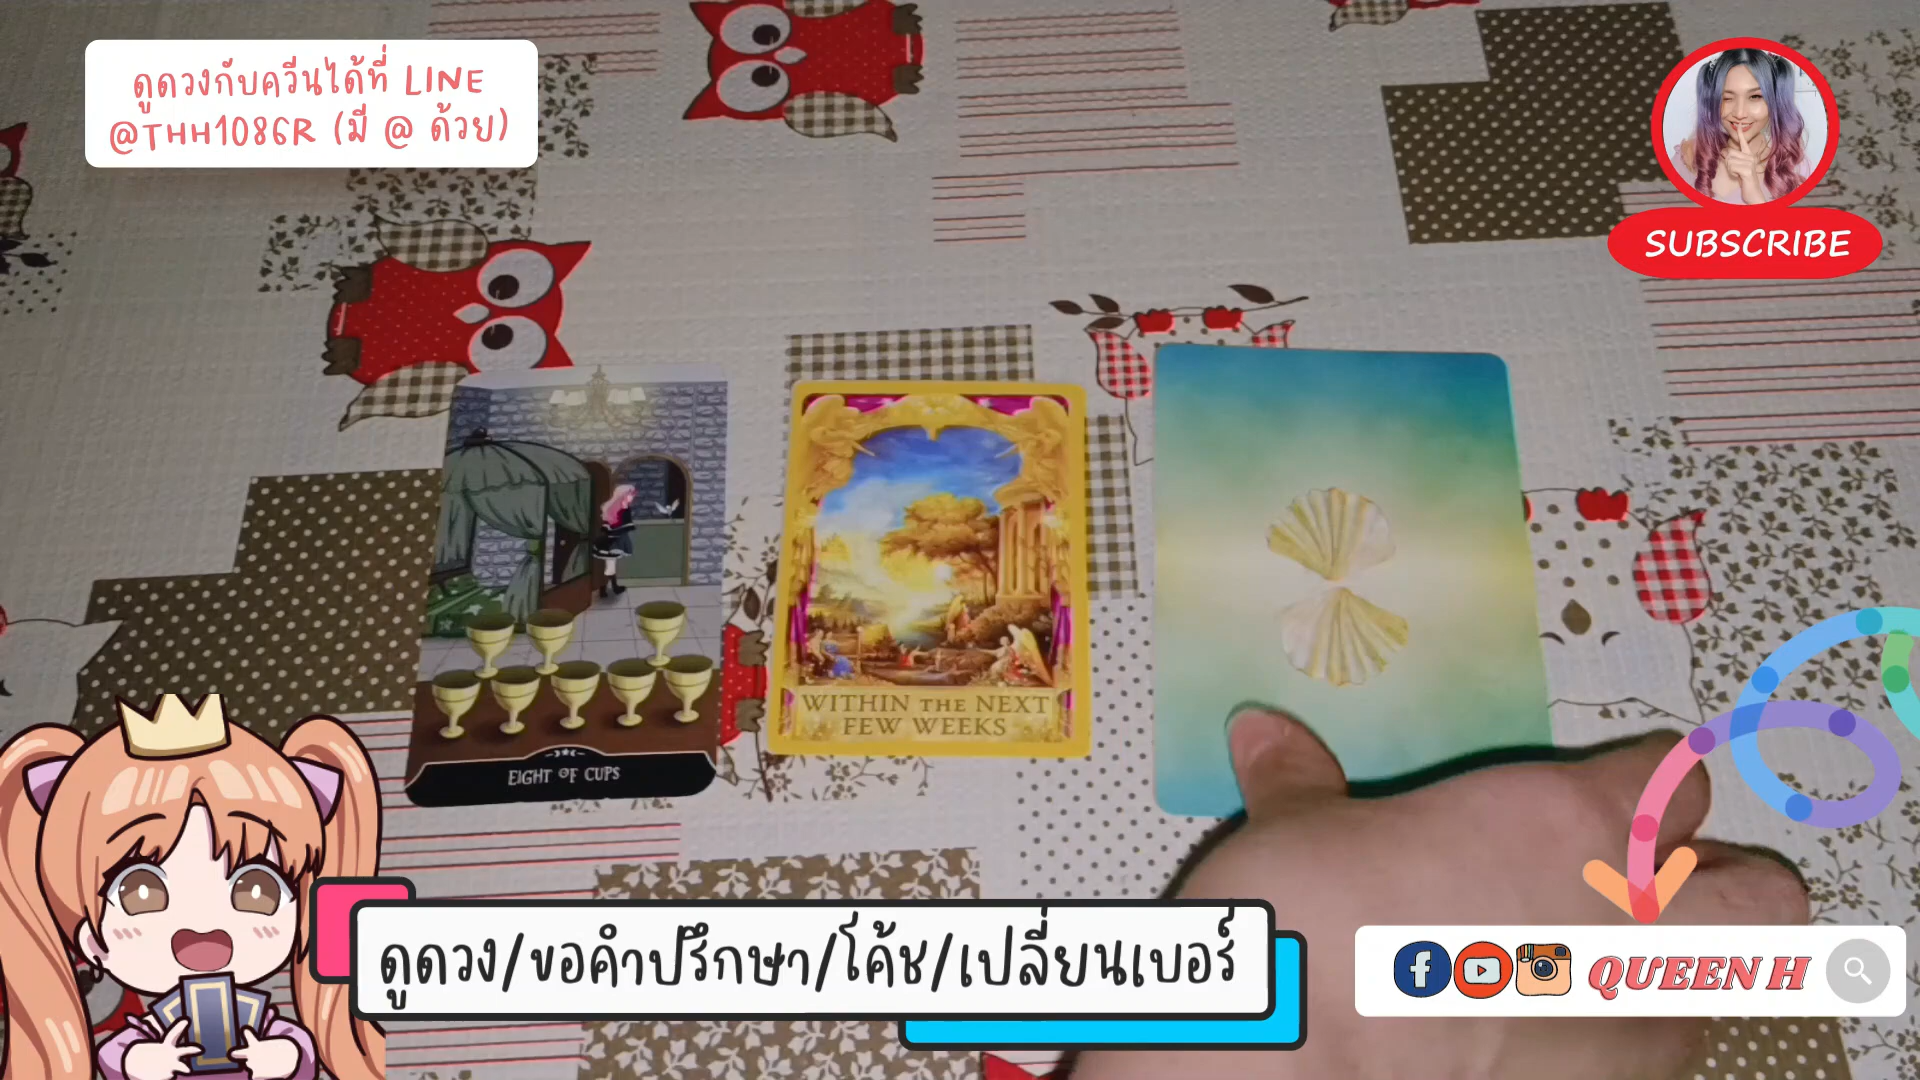 ดูดวงกับควีนได้ที่ LINE
@THH1086R (มี @ ด้วย)
SUBSCRIBE
WITHIN THE NEXT
FEW WEEKS
EIGHT OF CUPS
ดูดวง/ขอคำปรึกษา/โค้ช/เปลี่ยนเบอร์
QUEEN H